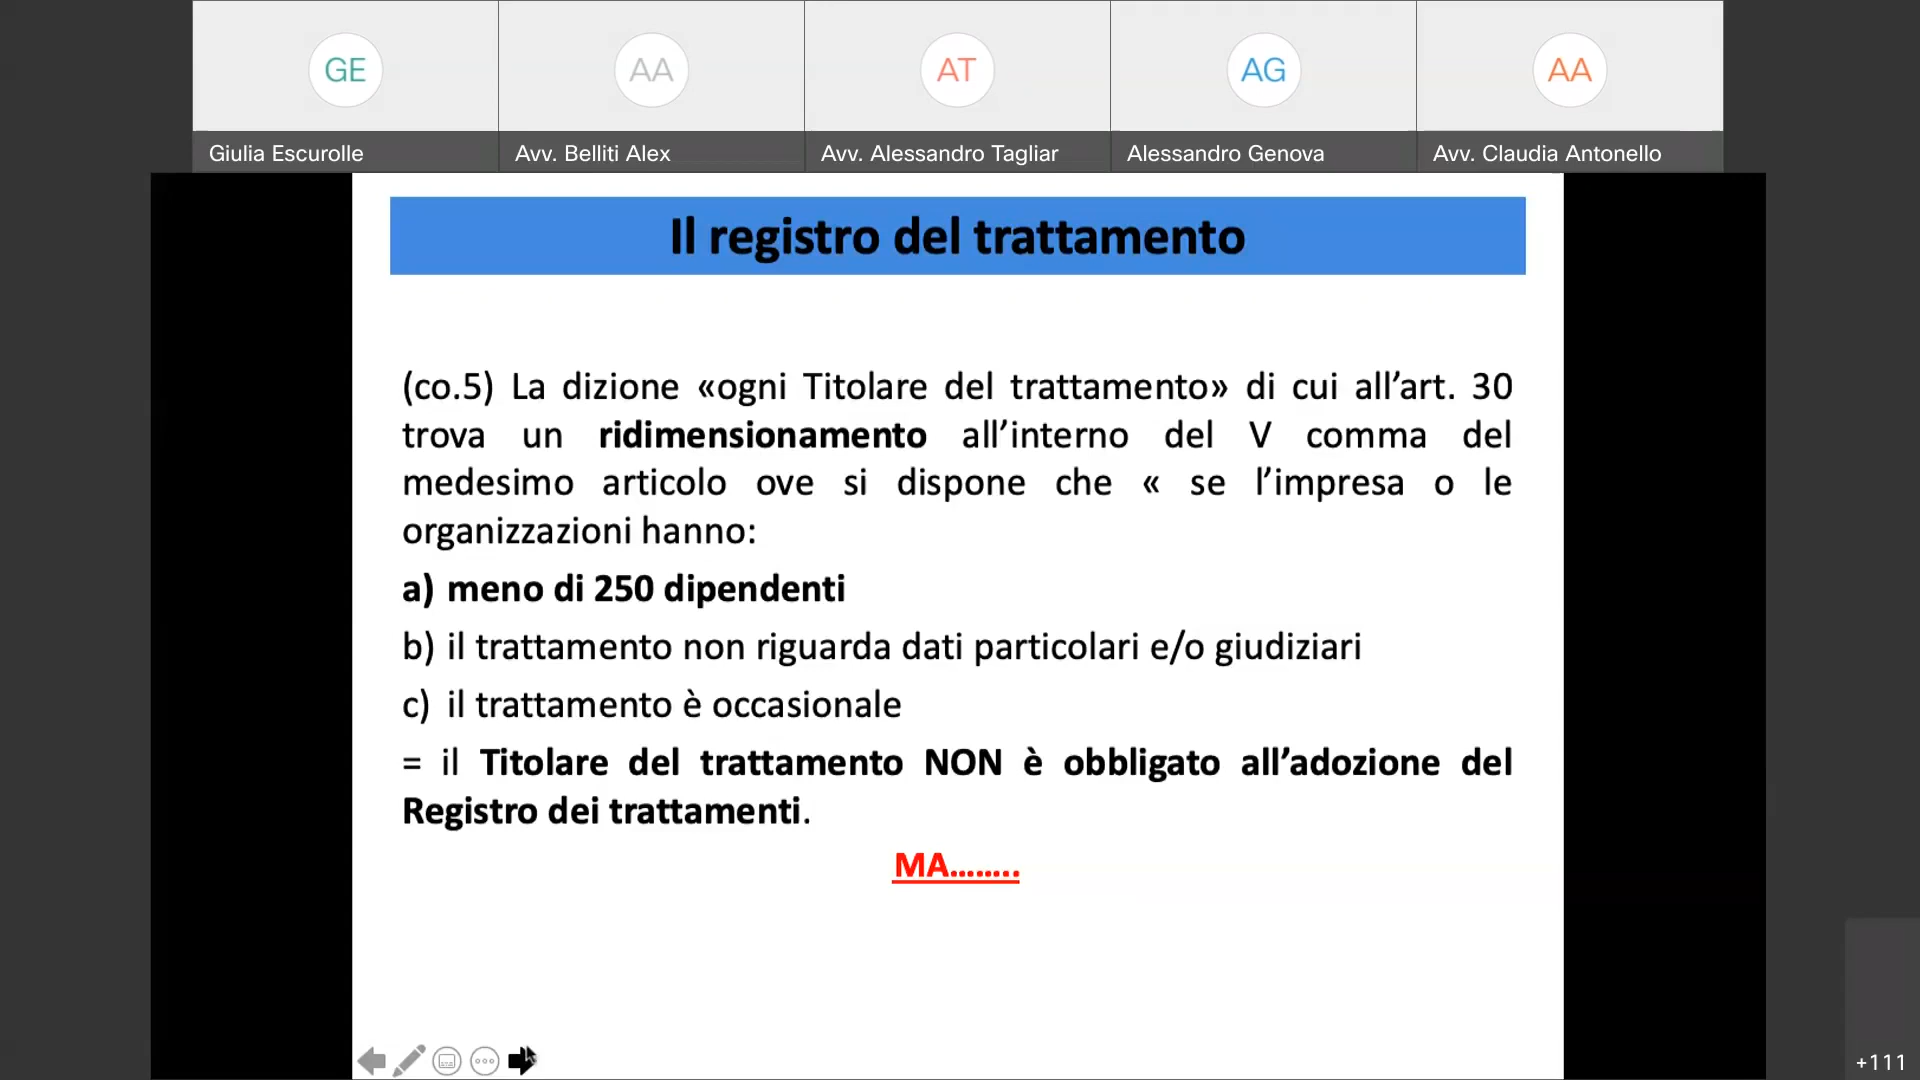 GE
AA
AT
AG
AA
Giulia Escurolle
Avv. Belliti Alex
Avv. Alessandro Tagliar
Alessandro Genova
Avv. Claudia Antonello
Il registro del trattamento
(co.5) La dizione «ogni Titolare del trattamento» di cui all’art. 30
trova un ridimensionamento all’interno del V comma del
medesimo articolo ove si dispone che « se l’impresa o le
organizzazioni hanno:
a) meno di 250 dipendenti
b) il trattamento non riguarda dati particolari e/o giudiziari
c) il trattamento è occasionale
= il Titolare del trattamento NON è obbligato all’adozione del
Registro dei trattamenti.
MA........
+111